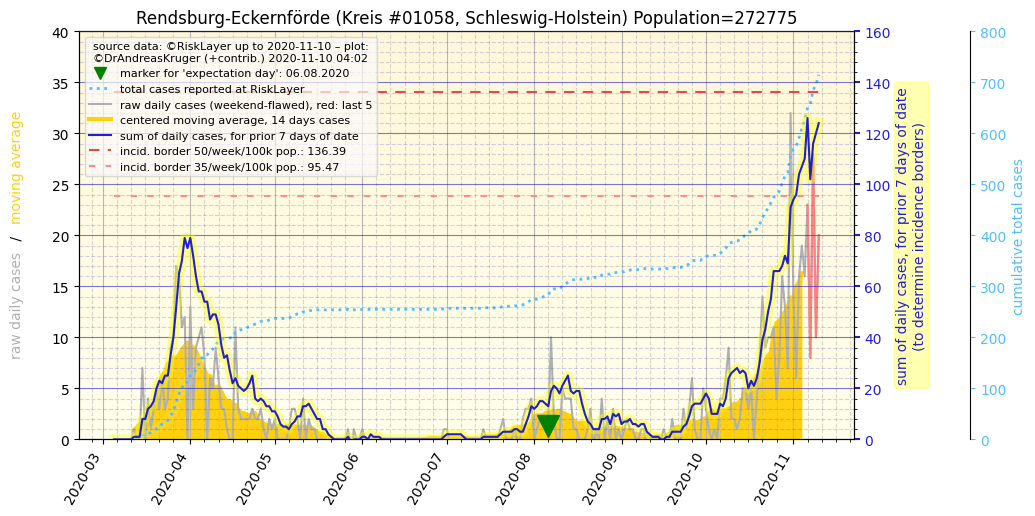 Rendsburg-Eckernförde (Kreis #01058, Schleswig-Holstein) Population=272775
source data: ©RiskLayer up to 2020-11-10 – plot:
©DrAndreasKruger (+contrib.) 2020-11-10 04:02
marker for 'expectation day': 06.08.2020
total cases reported at RiskLayer
raw daily cases (weekend-flawed), red: last 5
centered moving average, 14 days cases
sum of daily cases, for prior 7 days of date
incid. border 50/week/100k pop.: 136.39
incid. border 35/week/100k pop.: 95.47
raw daily cases / moving average
40
35
30
25
20
15
10
5
0
2020-03
2020-04
2020-05
2020-06
2020-07
2020-08
2020-09
2020-10
2020-11
160
140
120
100
80
60
40
20
0
sum of daily cases, for prior 7 days of date
(to determine incidence borders)
800
700
600
500
400
300
200
100
0
cumulative total cases